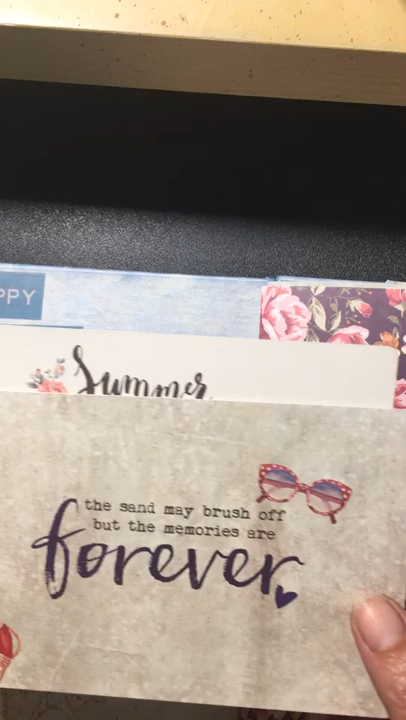 PPY
Summer
the sand may brush off
but the memories are
forever